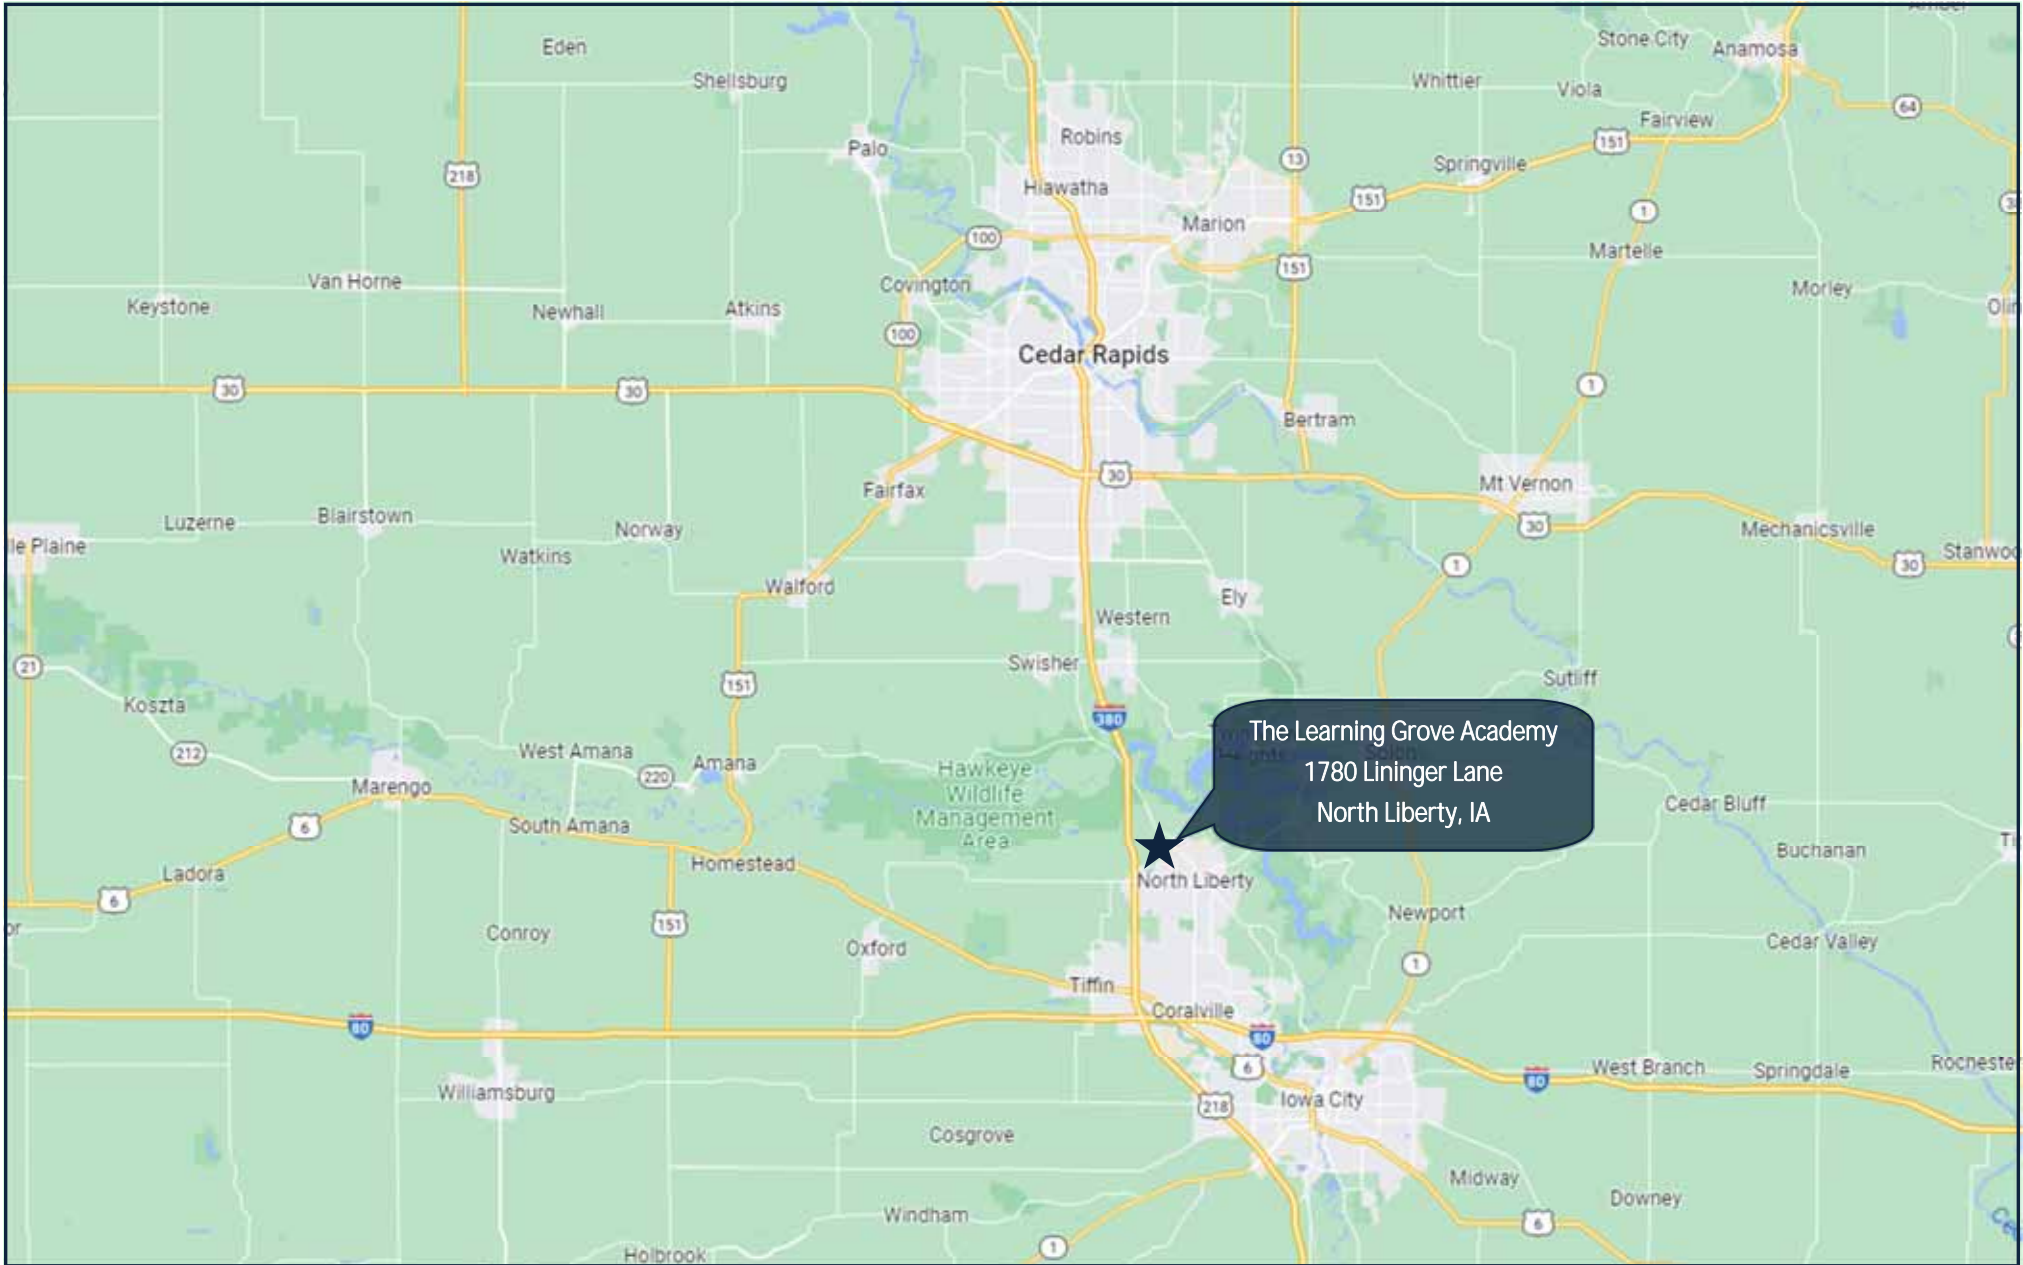 Eden
Stone City
Anamosa
Shellsburg
Whittier
Viola
64
Fairview
Robins
151
Palo
13
Springville
218
Hiawatha
151
1
Marion
100
Martelle
151
Van Horne
Covington
Morley
Keystone
Newhall
Atkins
100
Cedar Rapids
30
30
1
Bertram
30
Mt Vernon
Fairfax
Luzerne
Blairstown
Norway
30
Mechanicsville
Watkins
Stanwoo
le Plaine
1
30
Walford
Ely
Western
Swisher
21
Sutliff
151
Koszta
380
The Learning Grove Academy
1780 Lininger Lane
North Liberty, IA
212
West Amana
220
Amana
Hawkeye
Wildlife
Management
Area
Marengo
Cedar Bluff
6
South Amana
Buchanan
Homestead
Ladora
North Liberty
6
Newport
151
Conroy
Oxford
Cedar Valley
1
Tiffin
Coralville
80
80
6
West Branch
Springdale
Rocheste
80
Williamsburg
218
Iowa City
Cosgrove
Midway
Downey
Windham
6
1
Holbrook